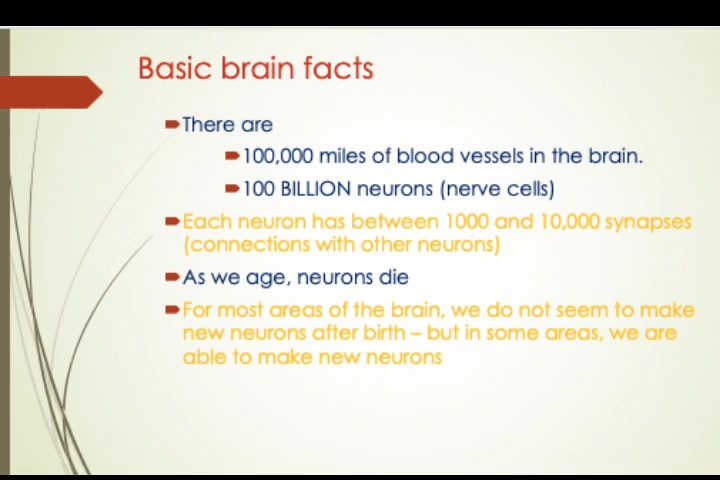 Basic brain facts
There are
100,000 miles of blood vessels in the brain.
100 BILLION neurons (nerve cells)
Each neuron has between 1000 and 10,000 synapses
(connections with other neurons)
As we age, neurons die
For most areas of the brain, we do not seem to make
new neurons after birth – but in some areas, we are
able to make new neurons